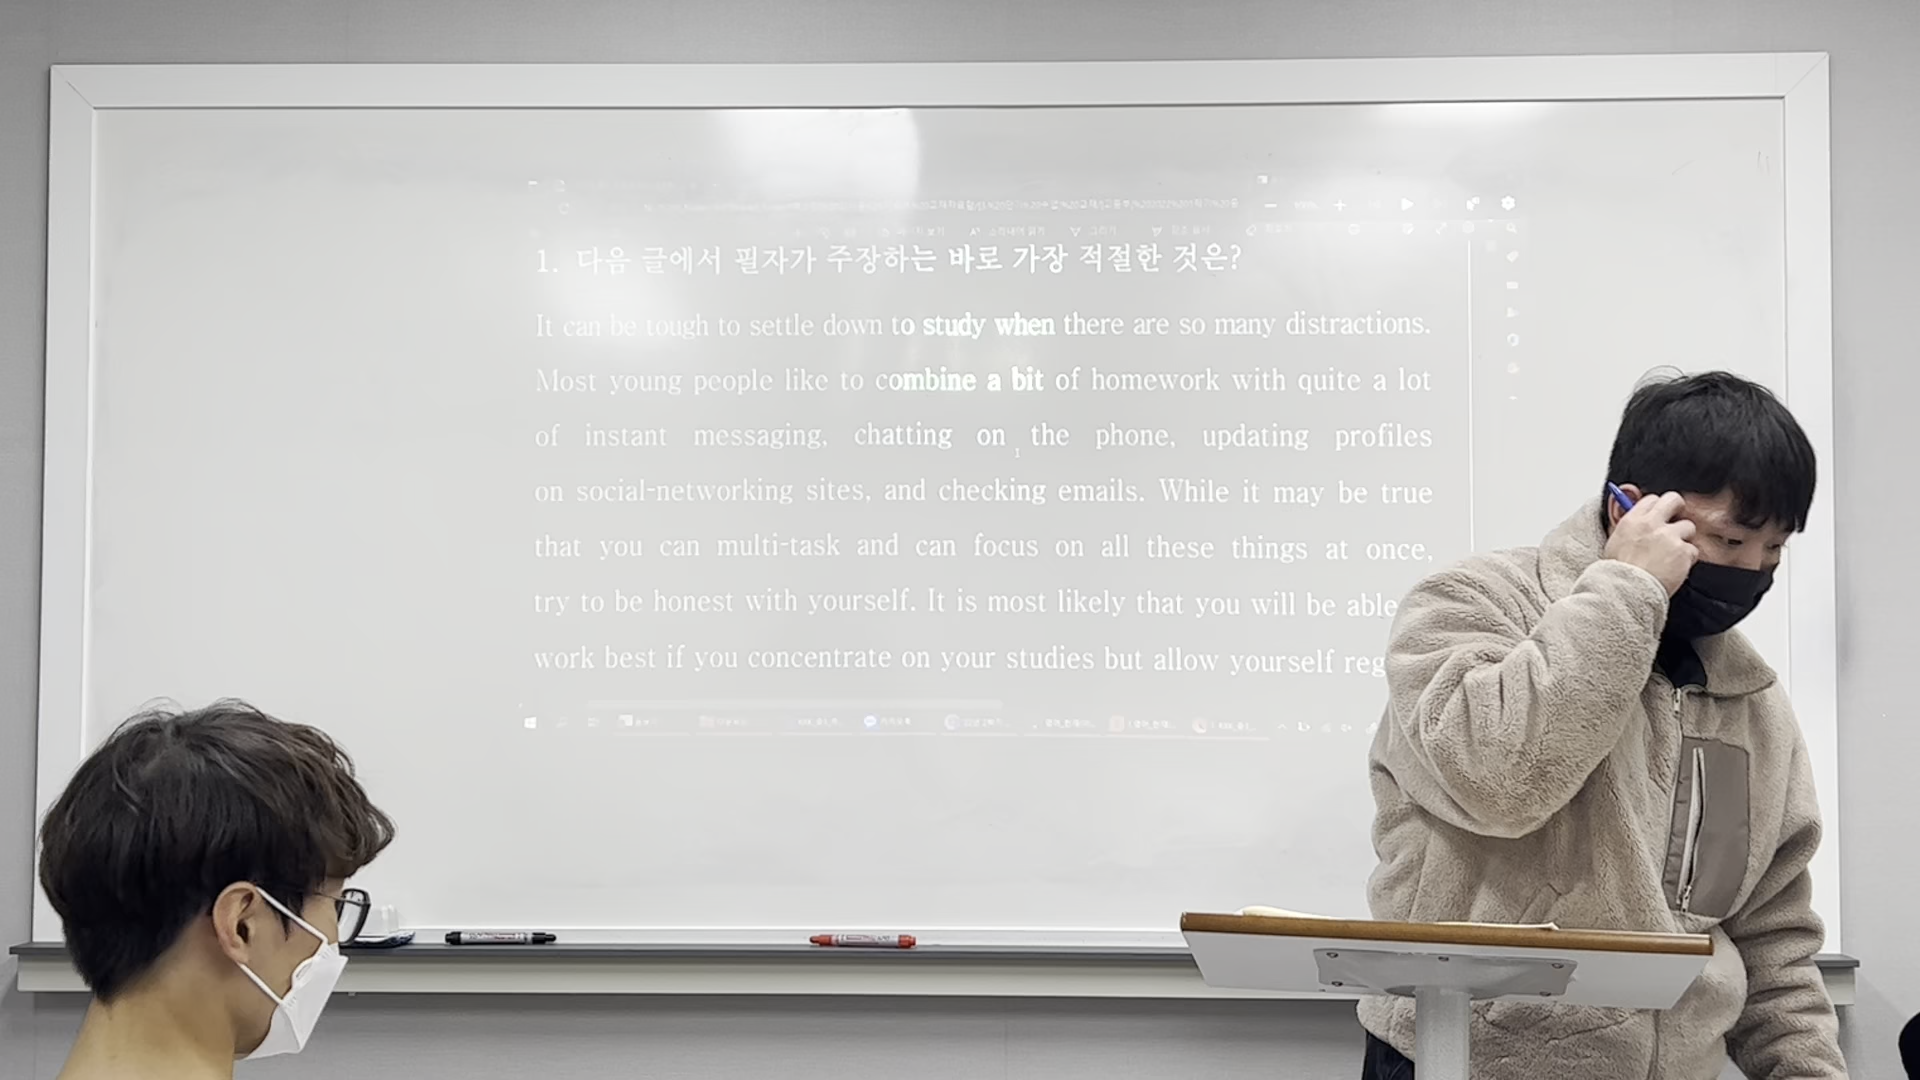 1. 다음 글에서 필자가 주장하는 바로 가장 적절한 것은?
It can be tough to settle down to study when there are so many distractions.
Most young people like to combine a bit of homework with quite a lot
of instant messaging, chatting on the phone, updating profiles
on social-networking sites, and checking emails. While it may be true
that you can multi-task and can focus on all these things at once,
try to be honest with yourself. It is most likely that you will be able
work best if you concentrate on your studies but allow yourself reg